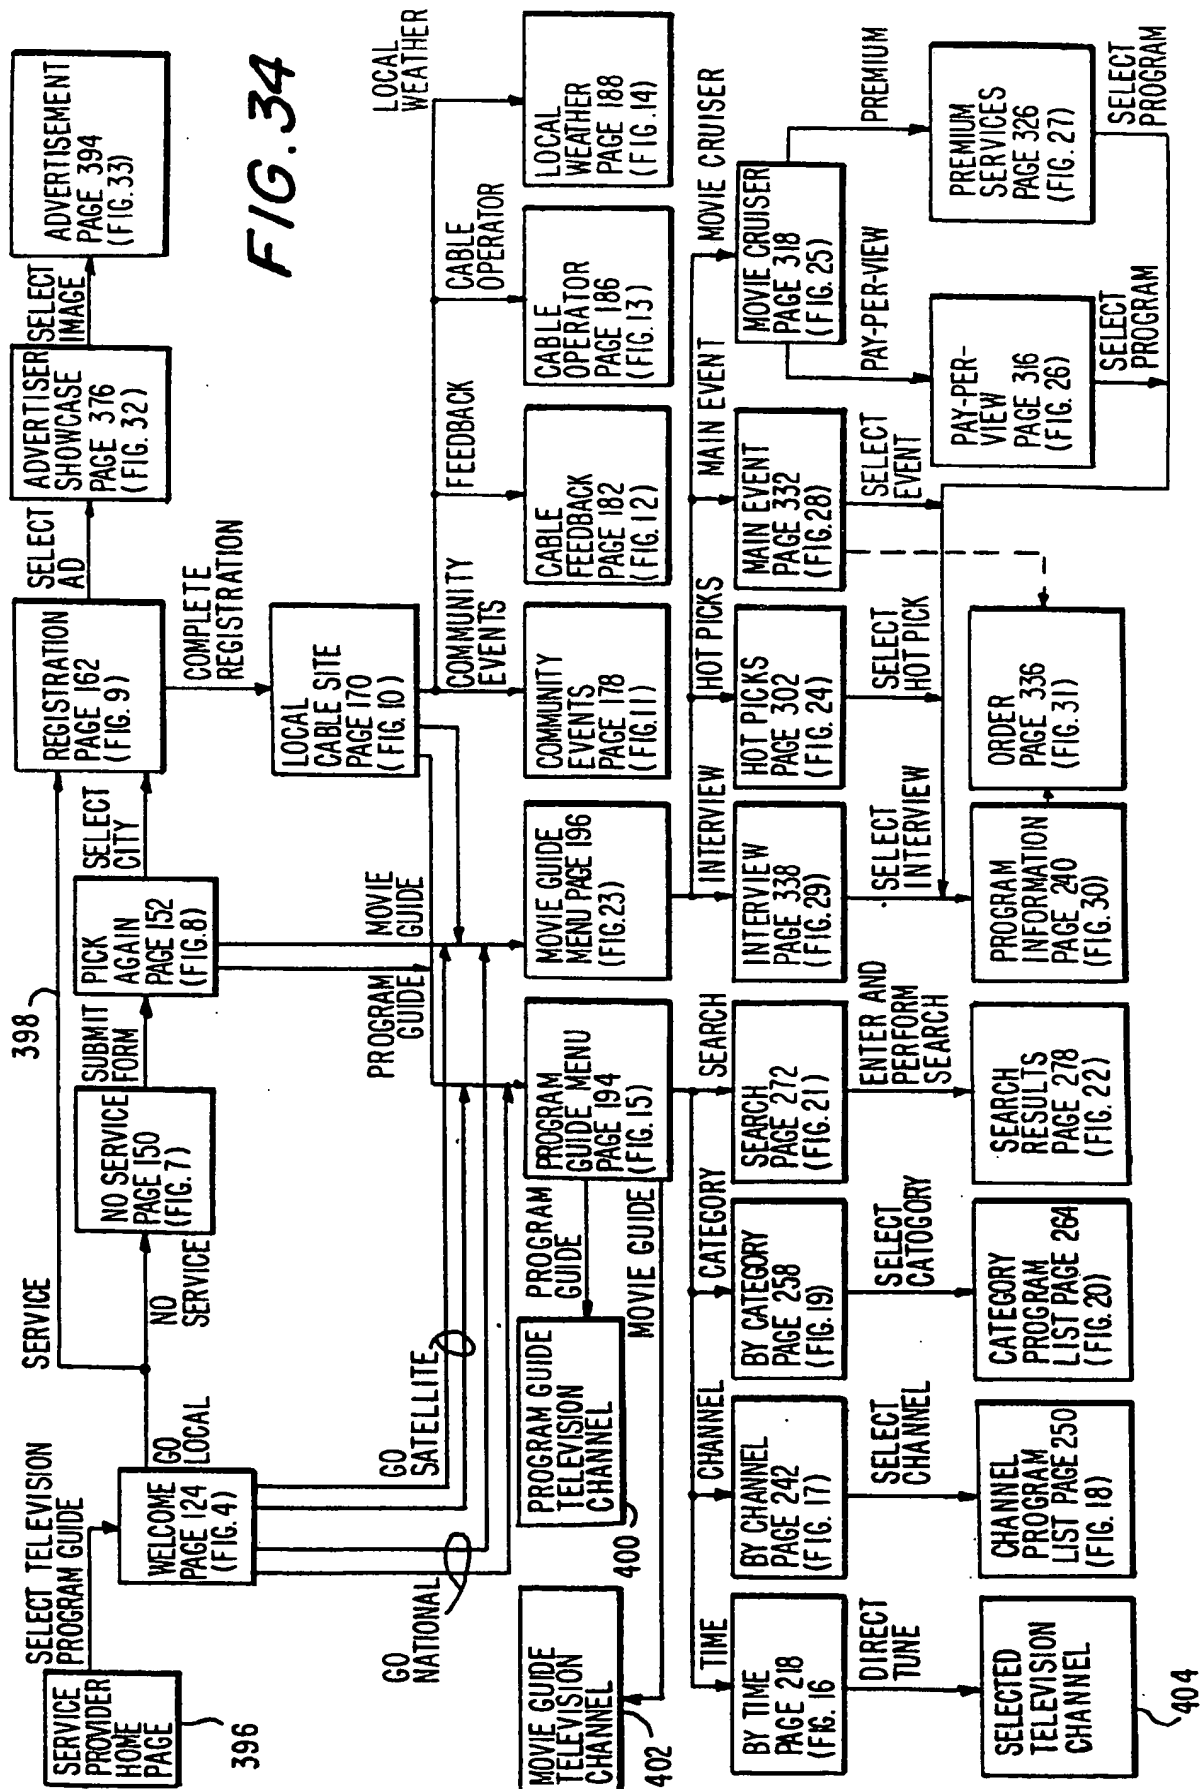 FIG. 34
SERVICE
PROVIDER
HOME
PAGE
396
SELECT TELEVISION
PROGRAM GUIDE
WELCOME
PAGE 124
(FIG. 4)
GO LOCAL
SERVICE
398
NO
SERVICE
NO SERVICE
PAGE 150
(FIG. 7)
SUBMIT
FORM
PICK
AGAIN
PAGE 152
(FIG. 8)
SELECT
CITY
REGISTRATION
PAGE 162
(FIG. 9)
SELECT
AD
ADVERTISER
SHOWCASE
PAGE 376
(FIG. 32)
SELECT
IMAGE
ADVERTISEMENT
PAGE 394
(FIG. 33)
COMPLETE
REGISTRATION
LOCAL
CABLE SITE
PAGE 170
(FIG. 10)
GO
NATIONAL
GO
SATELLITE
PROGRAM
GUIDE
MOVIE
GUIDE
COMMUNITY
EVENTS
FEEDBACK
CABLE
OPERATOR
LOCAL
WEATHER
MOVIE GUIDE
TELEVISION
CHANNEL
402
PROGRAM GUIDE
TELEVISION
CHANNEL
400
PROGRAM
GUIDE
MOVIE GUIDE
PROGRAM
GUIDE MENU
PAGE 194
(FIG. 15)
MOVIE GUIDE
MENU PAGE 196
(FIG. 23)
COMMUNITY
EVENTS
PAGE 178
(FIG. 11)
CABLE
FEEDBACK
PAGE 182
(FIG. 12)
CABLE
OPERATOR
PAGE 186
(FIG. 13)
LOCAL
WEATHER
PAGE 188
(FIG. 14)
TIME
CHANNEL
CATEGORY
SEARCH
INTERVIEW
HOT PICKS
MAIN EVENT
MOVIE CRUISER
BY TIME
PAGE 218
(FIG. 16
BY CHANNEL
PAGE 242
(FIG. 17)
BY CATEGORY
PAGE 258
(FIG. 19)
SEARCH
PAGE 272
(FIG. 21)
INTERVIEW
PAGE 338
(FIG. 29)
HOT PICKS
PAGE 302
(FIG. 24)
MAIN EVENT
PAGE 332
(FIG. 28)
MOVIE CRUISER
PAGE 318
(FIG. 25)
PAY-PER-VIEW
PREMIUM
DIRECT
TUNE
SELECT
CHANNEL
SELECT
CATOGORY
ENTER AND
PERFORM
SEARCH
SELECT
INTERVIEW
SELECT
HOT PICK
SELECT
EVENT
PAY-PER-
VIEW
PAGE 316
(FIG. 26)
PREMIUM
SERVICES
PAGE 326
(FIG. 27)
SELECT
PROGRAM
SELECT
PROGRAM
SELECTED
TELEVISION
CHANNEL
404
CHANNEL
PROGRAM
LIST PAGE 250
(FIG. 18)
CATEGORY
PROGRAM
LIST PAGE 264
(FIG. 20)
SEARCH
RESULTS
PAGE 278
(FIG. 22)
PROGRAM
INFORMATION
PAGE 240
(FIG. 30)
ORDER
PAGE 336
(FIG. 31)